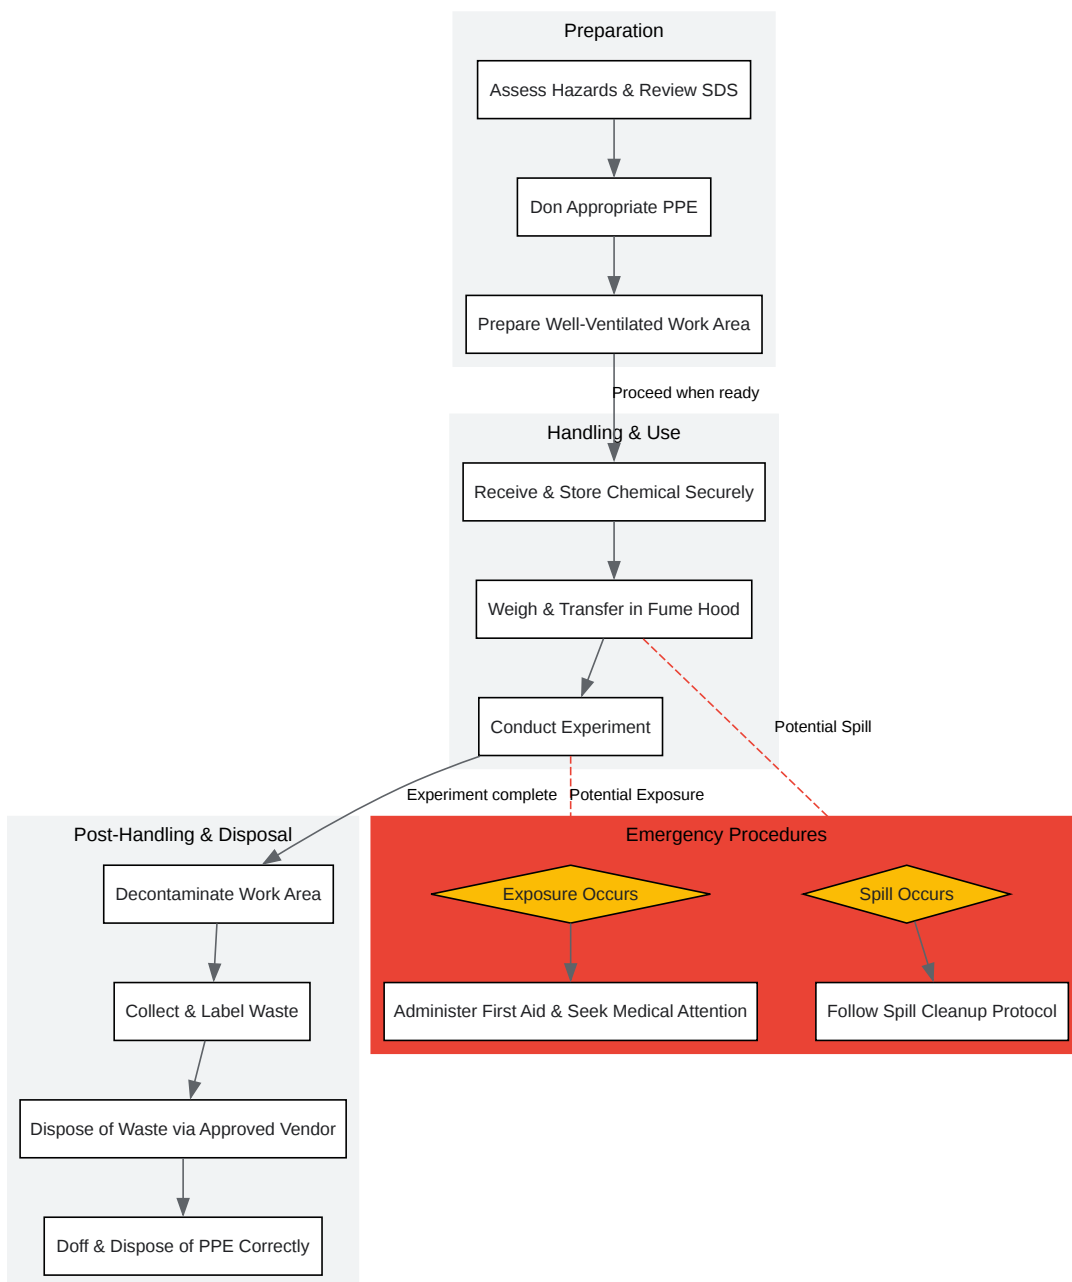 Preparation
Assess Hazards & Review SDS
Don Appropriate PPE
Prepare Well-Ventilated Work Area
Proceed when ready
Handling & Use
Receive & Store Chemical Securely
Weigh & Transfer in Fume Hood
Conduct Experiment
Potential Spill
Experiment complete
Potential Exposure
Post-Handling & Disposal
Decontaminate Work Area
Collect & Label Waste
Dispose of Waste via Approved Vendor
Doff & Dispose of PPE Correctly
Emergency Procedures
Exposure Occurs
Spill Occurs
Administer First Aid & Seek Medical Attention
Follow Spill Cleanup Protocol